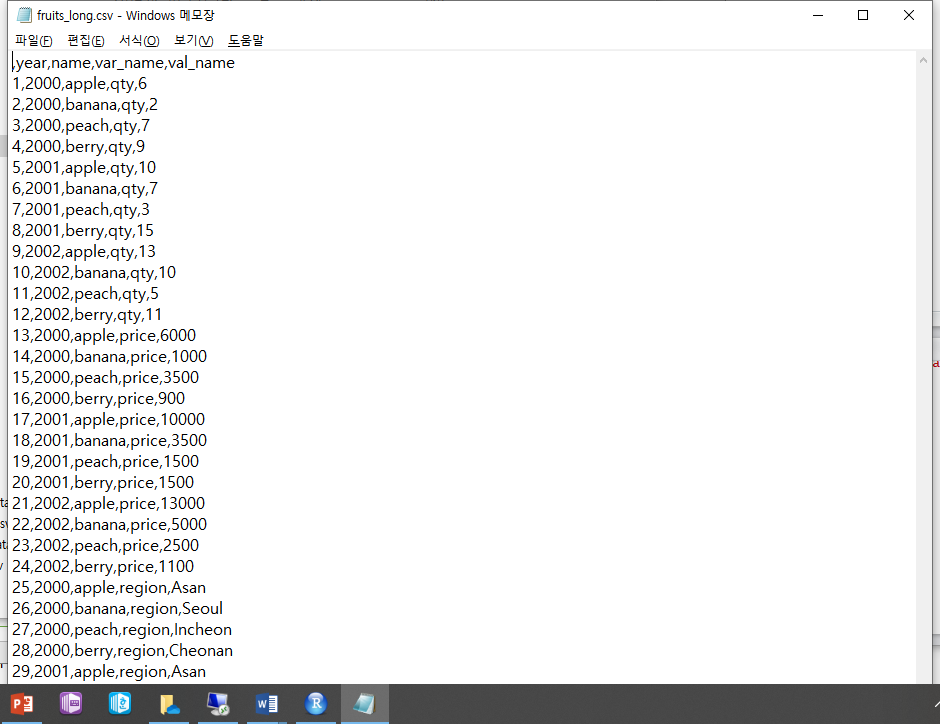 fruits_long.csv - Windows 메모장
파일(F) 편집(E) 서식(O) 보기(V) 도움말
,year,name,var_name,val_name
1,2000,apple,qty,6
2,2000,banana,qty,2
3,2000,peach,qty,7
4,2000,berry,qty,9
5,2001,apple,qty,10
6,2001,banana,qty,7
7,2001,peach,qty,3
8,2001,berry,qty,15
9,2002,apple,qty,13
10,2002,banana,qty,10
11,2002,peach,qty,5
12,2002,berry,qty,11
13,2000,apple,price,6000
14,2000,banana,price,1000
15,2000,peach,price,3500
16,2000,berry,price,900
17,2001,apple,price,10000
18,2001,banana,price,3500
19,2001,peach,price,1500
20,2001,berry,price,1500
21,2002,apple,price,13000
22,2002,banana,price,5000
23,2002,peach,price,2500
24,2002,berry,price,1100
25,2000,apple,region,Asan
26,2000,banana,region,Seoul
27,2000,peach,region,Incheon
28,2000,berry,region,Cheonan
29,2001,apple,region,Asan